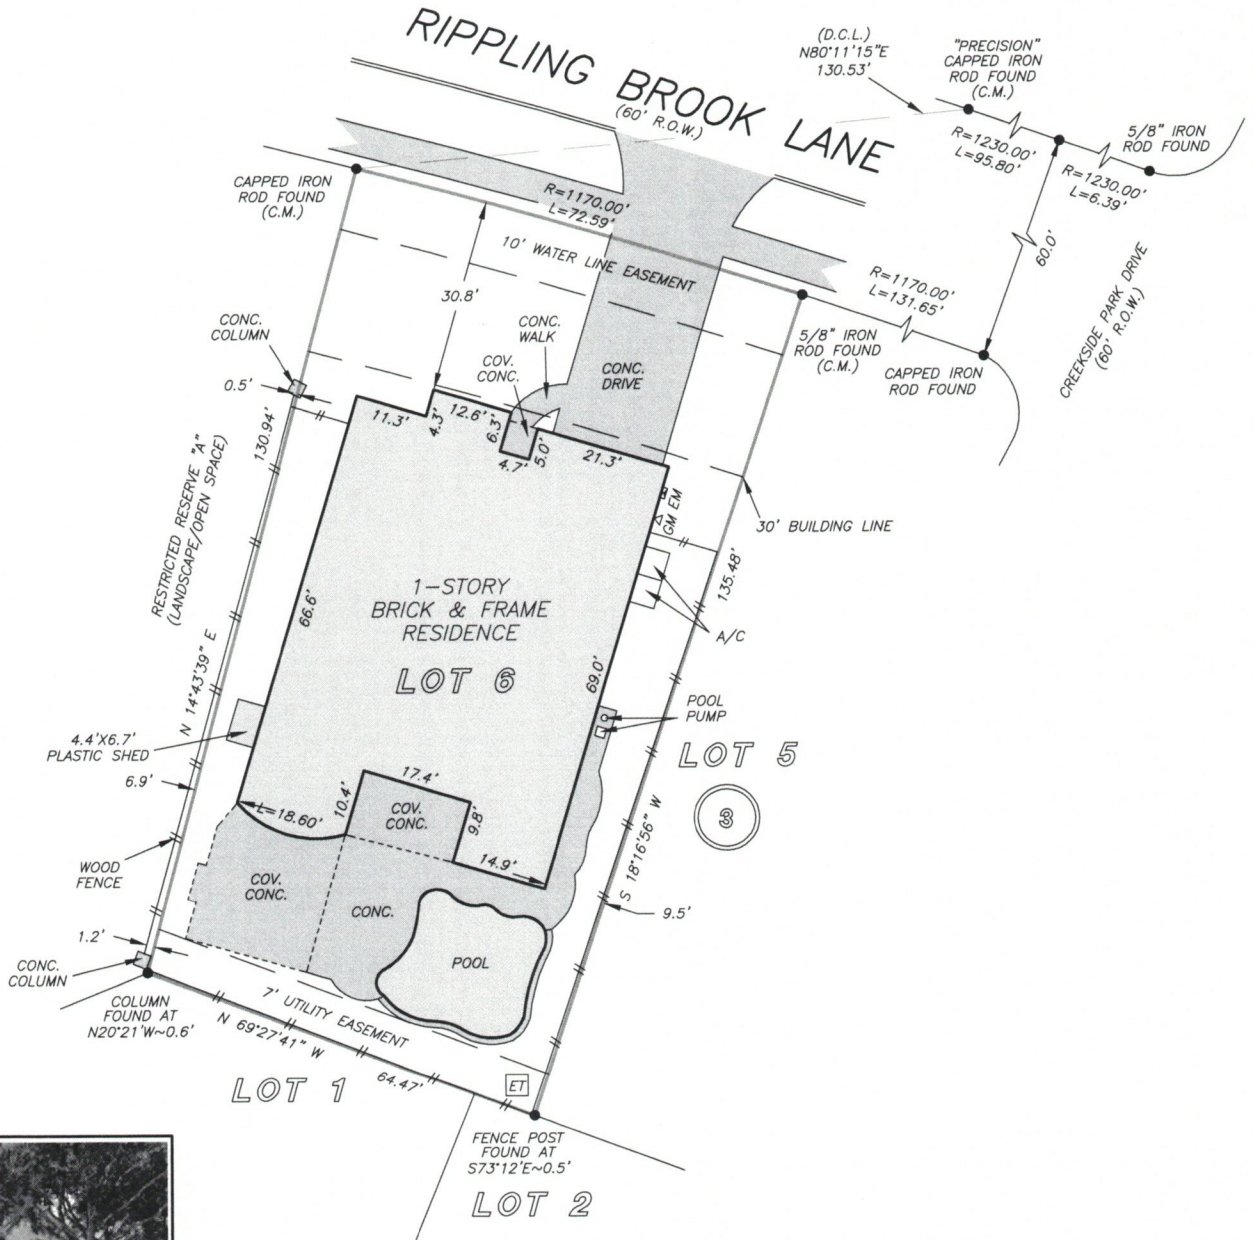 RIPPLING BROOK LANE
(60' R.O.W.)
(D.C.L.)
N80°11'15"E
130.53'
"PRECISION"
CAPPED IRON
ROD FOUND
(C.M.)
5/8" IRON
ROD FOUND
R=1230.00'
L=95.80'
R=1230.00'
L=6.39'
60.0'
CREEKSIDE PARK DRIVE
(60' R.O.W.)
CAPPED IRON
ROD FOUND
(C.M.)
R=1170.00'
L=72.59'
10' WATER LINE EASEMENT
R=1170.00'
L=131.65'
5/8" IRON
ROD FOUND
(C.M.)
CAPPED IRON
ROD FOUND
30.8'
CONC.
COLUMN
0.5'
CONC.
WALK
COV.
CONC.
CONC.
DRIVE
11.3'
4.3'
12.6'
6.3'
4.7'
5.0'
21.3'
130.94'
RESTRICTED RESERVE "A"
(LANDSCAPE/OPEN SPACE)
N 14°43'39" E
GM EM
30' BUILDING LINE
135.48'
A/C
66.6'
1-STORY
BRICK & FRAME
RESIDENCE
LOT 6
69.0'
POOL
PUMP
LOT 5
3
4.4'X6.7'
PLASTIC SHED
6.9'
L=18.60'
10.4'
17.4'
COV.
CONC.
9.8'
14.9'
S 18°16'56" W
9.5'
WOOD
FENCE
COV.
CONC.
CONC.
POOL
1.2'
CONC.
COLUMN
COLUMN
FOUND AT
N20°21'W~0.6'
7' UTILITY EASEMENT
N 69°27'41" W
64.47'
ET
LOT 1
FENCE POST
FOUND AT
S73°12'E~0.5'
LOT 2